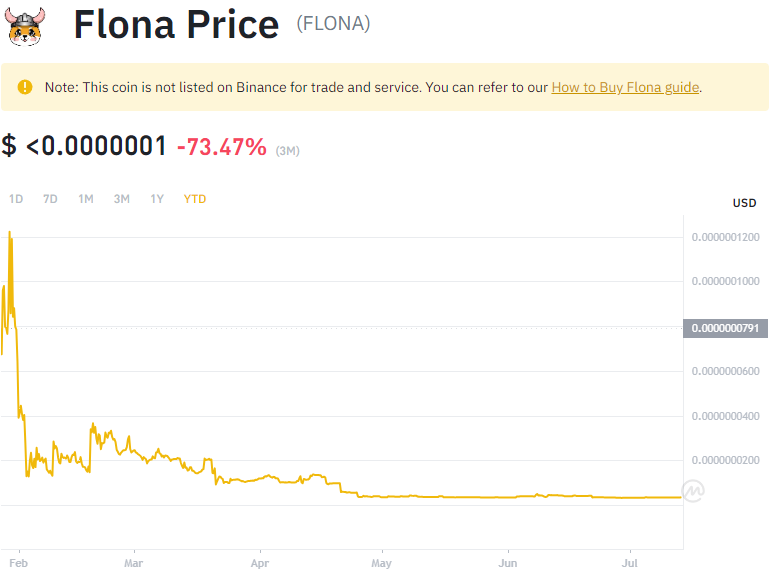 Flona Price (FLONA)
Note: This coin is not listed on Binance for trade and service. You can refer to our How to Buy Flona guide.
$ <0.0000001 -73.47% (3M)
1D 7D 1M 3M 1Y YTD
USD
0.0000001200
0.0000001000
0.0000000791
0.0000000600
0.0000000400
0.0000000200
Feb Mar Apr May Jun Jul